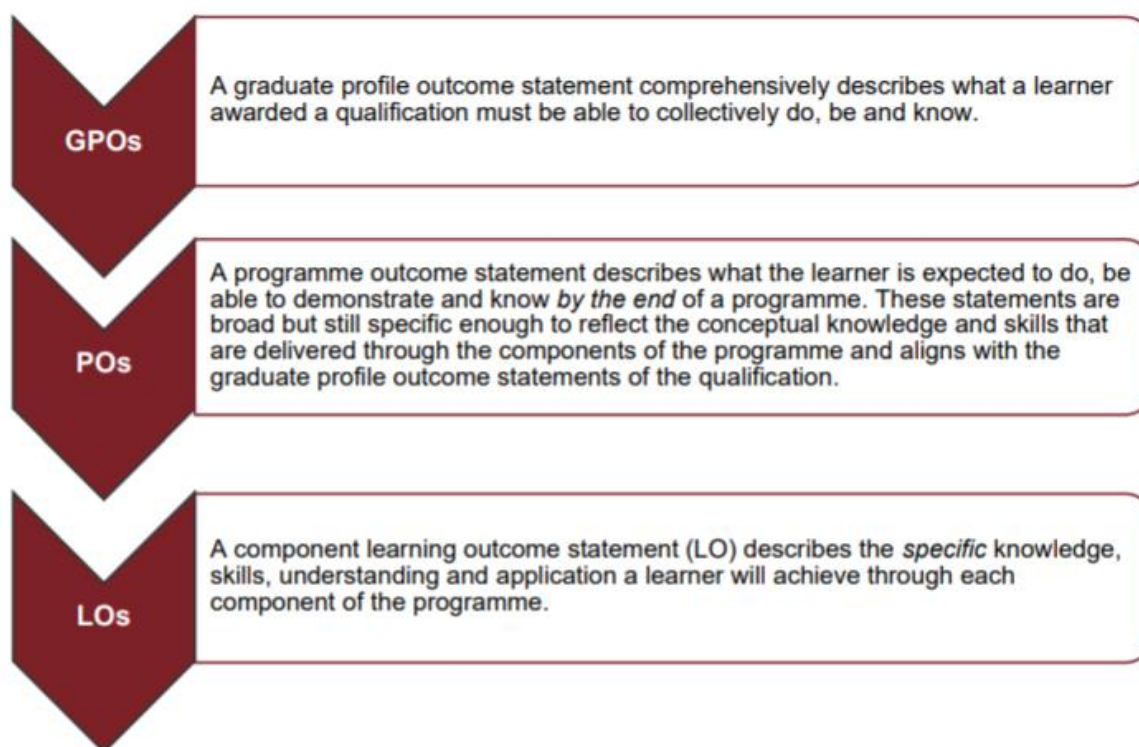 GPOs
A graduate profile outcome statement comprehensively describes what a learner
awarded a qualification must be able to collectively do, be and know.
POs
A programme outcome statement describes what the learner is expected to do, be
able to demonstrate and know by the end of a programme. These statements are
broad but still specific enough to reflect the conceptual knowledge and skills that
are delivered through the components of the programme and aligns with the
graduate profile outcome statements of the qualification.
LOs
A component learning outcome statement (LO) describes the specific knowledge,
skills, understanding and application a learner will achieve through each
component of the programme.